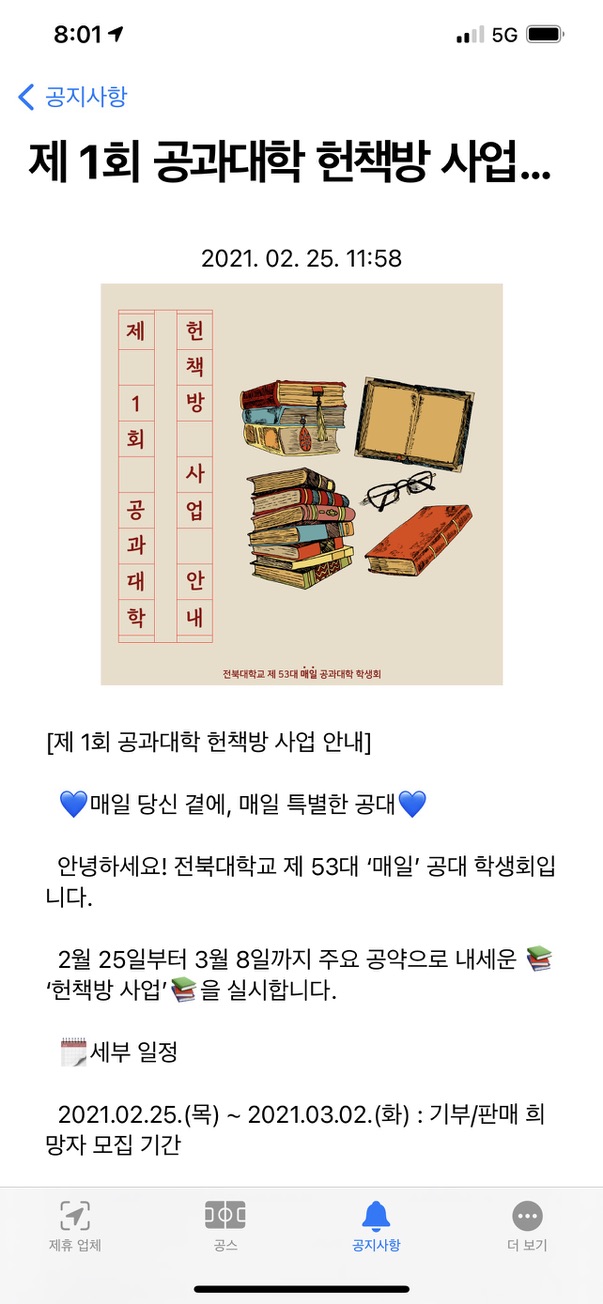 8:01
5G
공지사항
제 1회 공과대학 헌책방 사업...
2021. 02. 25. 11:58
제 1회 공과대학
헌책방 사업 안내
전북대학교 제 53대 매일 공과대학 학생회
[제 1회 공과대학 헌책방 사업 안내]
💙매일 당신 곁에, 매일 특별한 공대💙
안녕하세요! 전북대학교 제 53대 ‘매일’ 공대 학생회입
니다.
2월 25일부터 3월 8일까지 주요 공약으로 내세운 📚
‘헌책방 사업’📚을 실시합니다.
🗓세부 일정
2021.02.25.(목) ~ 2021.03.02.(화) : 기부/판매 희
망자 모집 기간
제휴 업체
공스
공지사항
더 보기